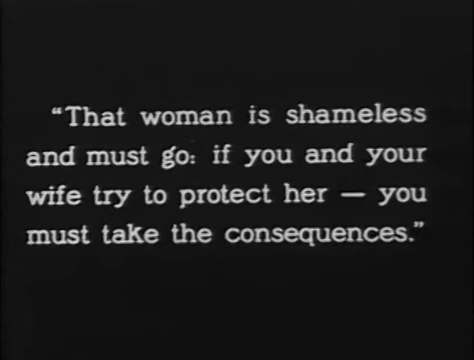 “That woman is shameless
and must go: if you and your
wife try to protect her — you
must take the consequences.”